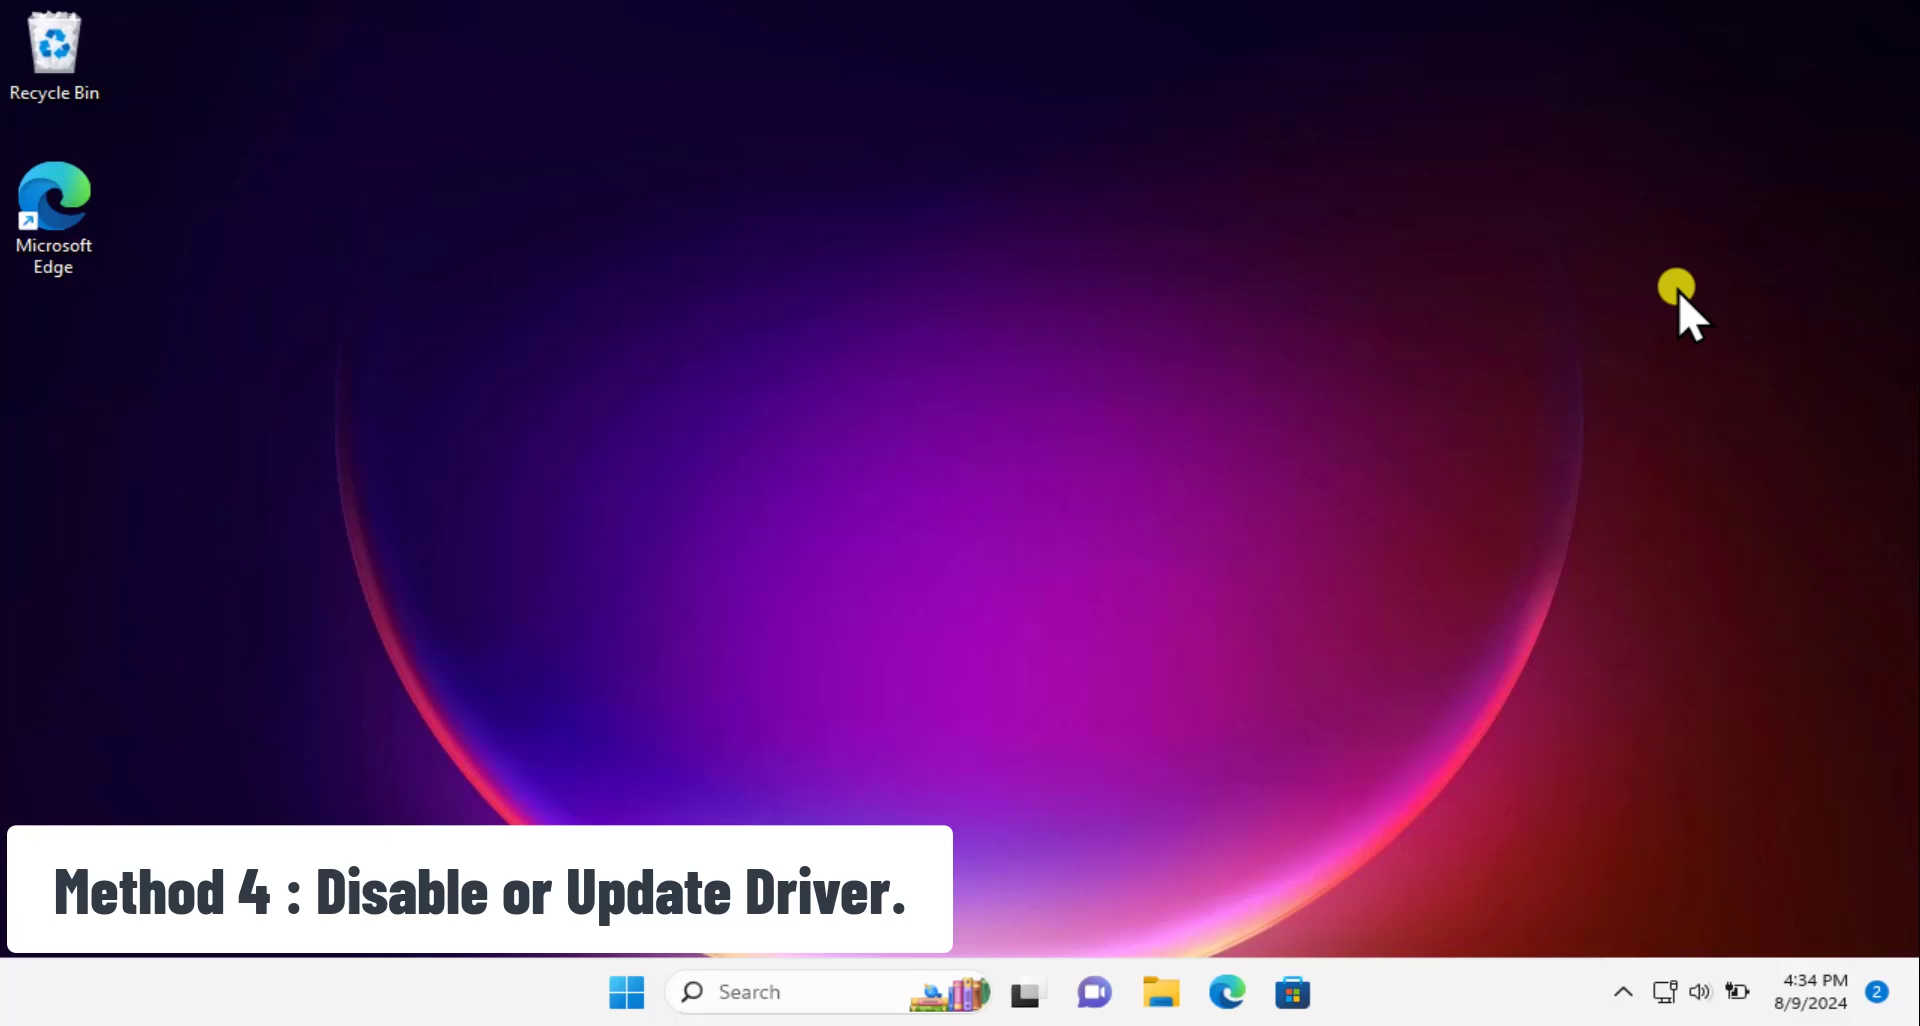 Recycle Bin
Microsoft
Edge
Method 4 : Disable or Update Driver.
Search
4:34 PM
8/9/2024
2